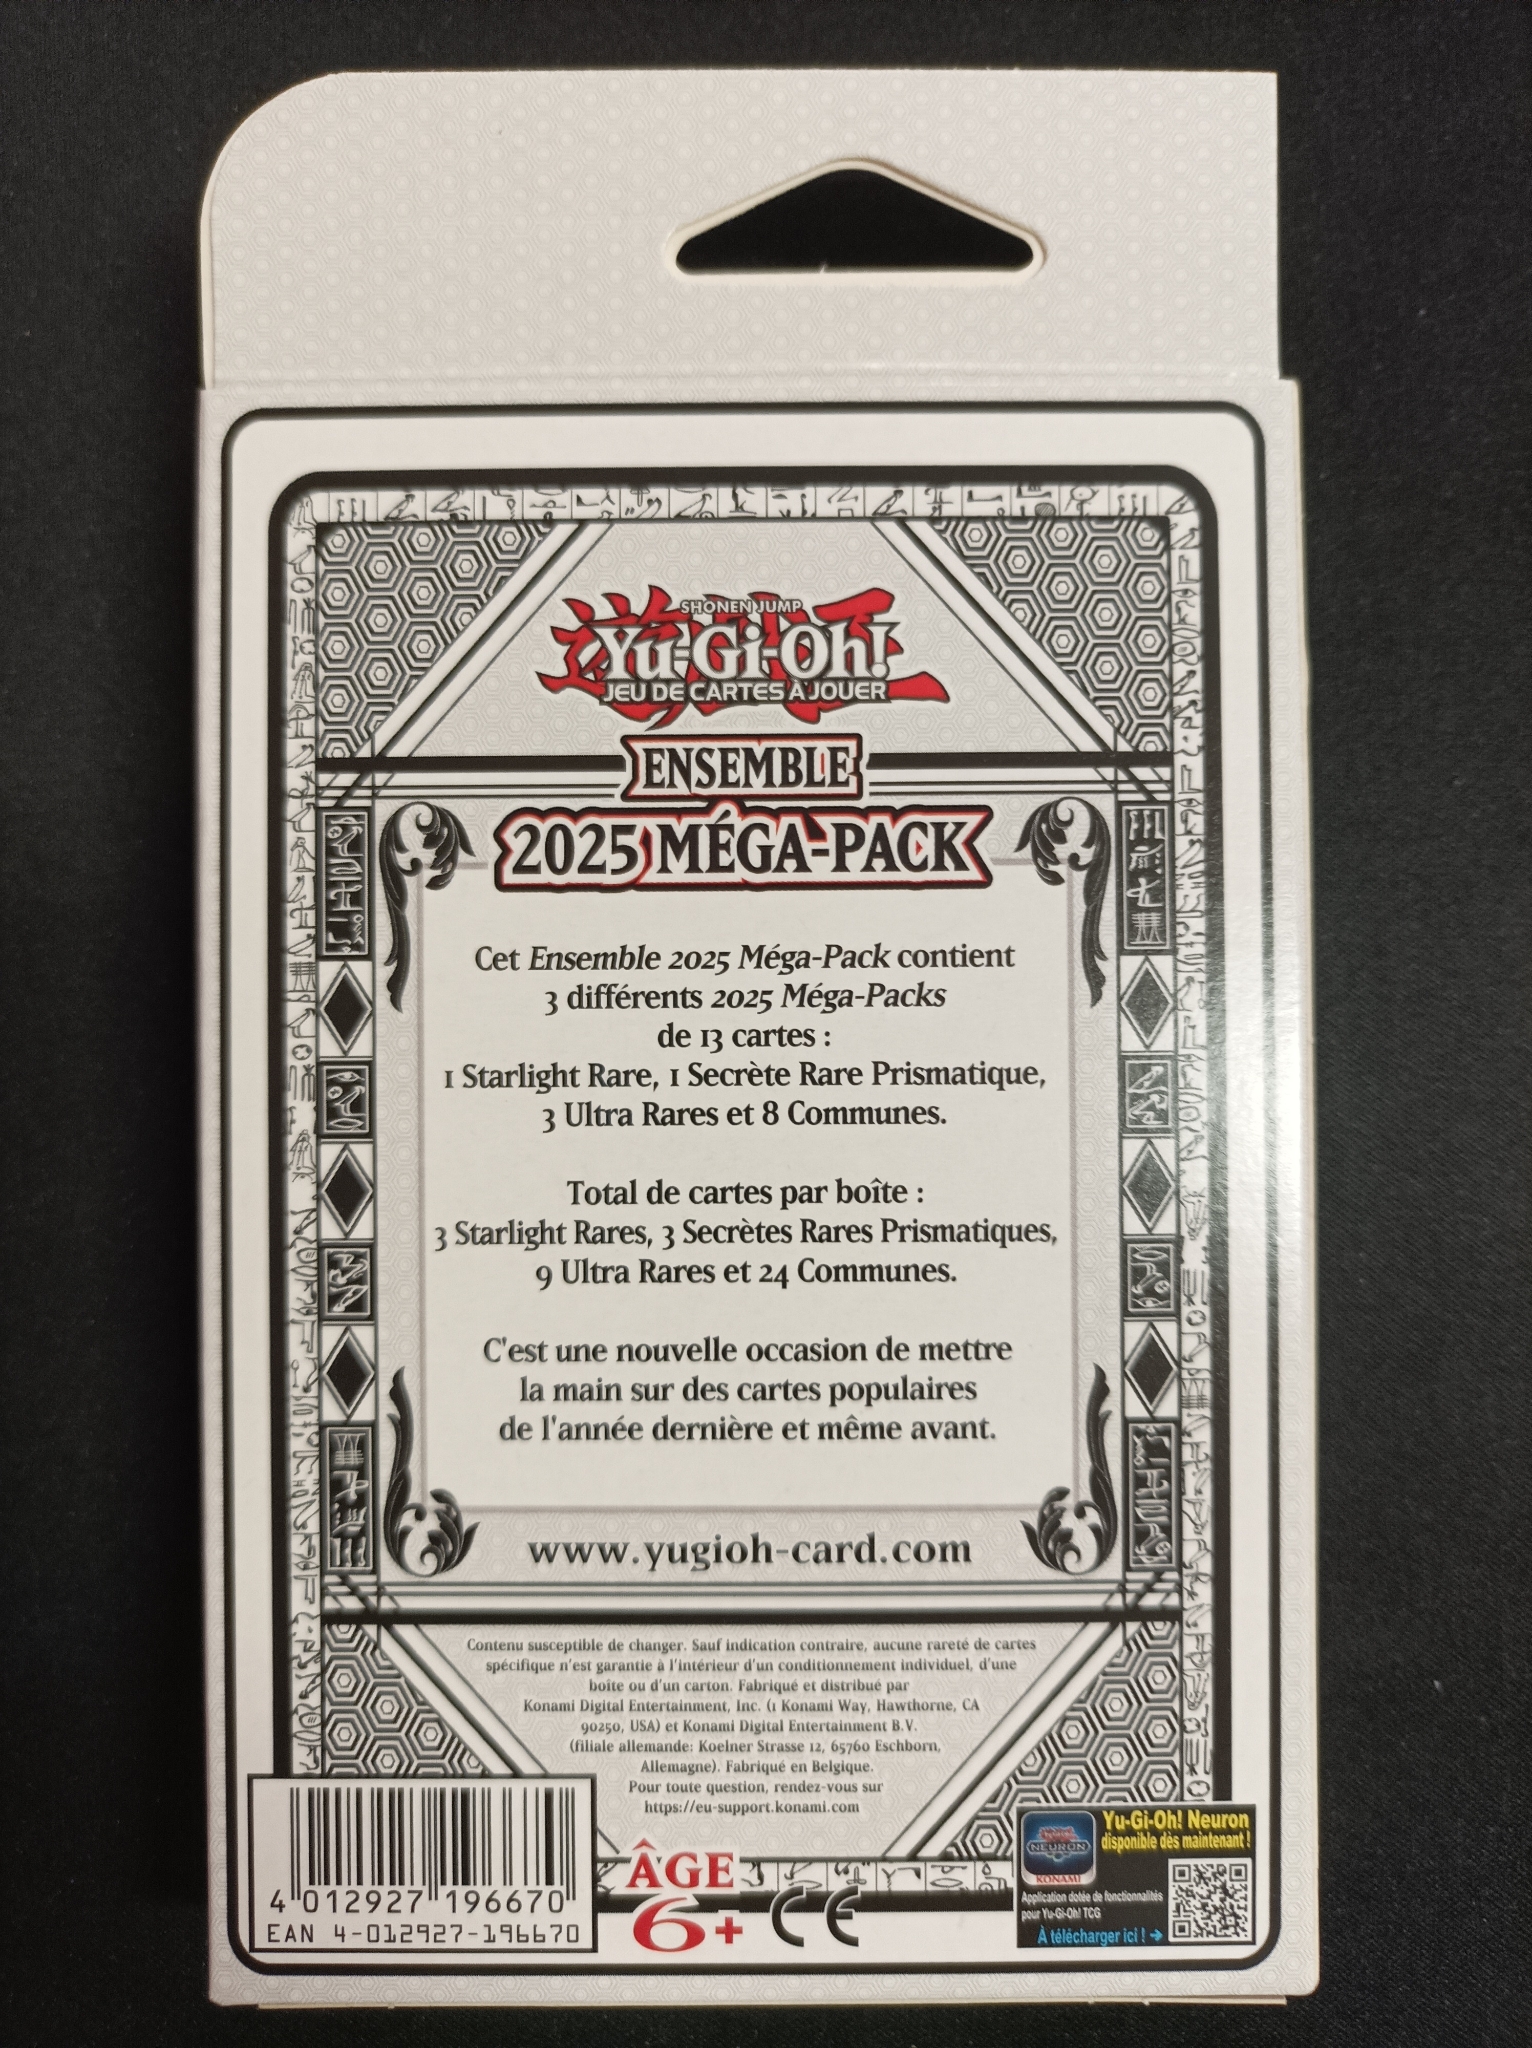 SHONEN JUMP
Yu-Gi-Oh!
JEU DE CARTES À JOUER
ENSEMBLE
2025 MÉGA-PACK
Cet Ensemble 2025 Méga-Pack contient
3 différents 2025 Méga-Packs
de 13 cartes :
1 Starlight Rare, 1 Secrète Rare Prismatique,
3 Ultra Rares et 8 Communes.
Total de cartes par boîte :
3 Starlight Rares, 3 Secrètes Rares Prismatiques,
9 Ultra Rares et 24 Communes.
C'est une nouvelle occasion de mettre
la main sur des cartes populaires
de l'année dernière et même avant.
www.yugioh-card.com
Contenu susceptible de changer. Sauf indication contraire, aucune rareté de cartes
spécifique n'est garantie à l'intérieur d'un conditionnement individuel, d'une
boîte ou d'un carton. Fabriqué et distribué par
Konami Digital Entertainment, Inc. (1 Konami Way, Hawthorne, CA
90250, USA) et Konami Digital Entertainment B.V.
(filiale allemande: Koelner Strasse 12, 65760 Eschborn,
Allemagne). Fabriqué en Belgique.
Pour toute question, rendez-vous sur
https://eu-support.konami.com
4 012927 196670
EAN 4-012927-196670
ÂGE
6+
CE
NEURON
KONAMI
Yu-Gi-Oh! Neuron
disponible dès maintenant !
Application dotée de fonctionnalités
pour Yu-Gi-Oh! TCG
À télécharger ici ! →